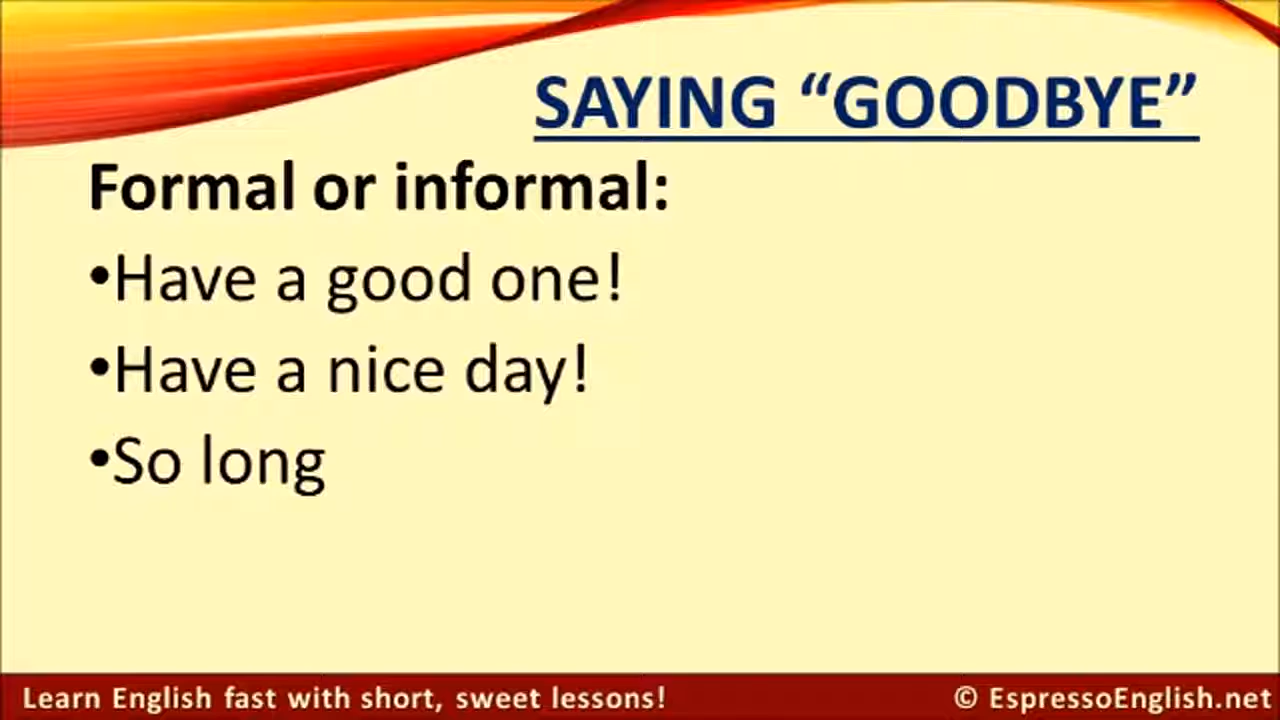 SAYING “GOODBYE”
Formal or informal:
•Have a good one!
•Have a nice day!
•So long
Learn English fast with short, sweet lessons!
© EspressoEnglish.net